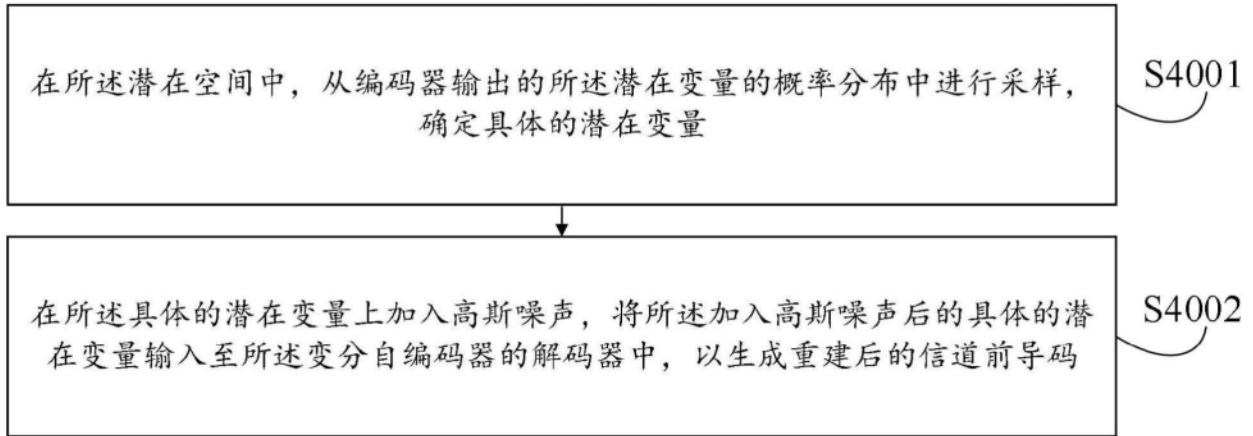 在所述潜在空间中，从编码器输出的所述潜在变量的概率分布中进行采样，
确定具体的潜在变量
S4001
在所述具体的潜在变量上加入高斯噪声，将所述加入高斯噪声后的具体的潜
在变量输入至所述变分自编码器的解码器中，以生成重建后的信道前导码
S4002